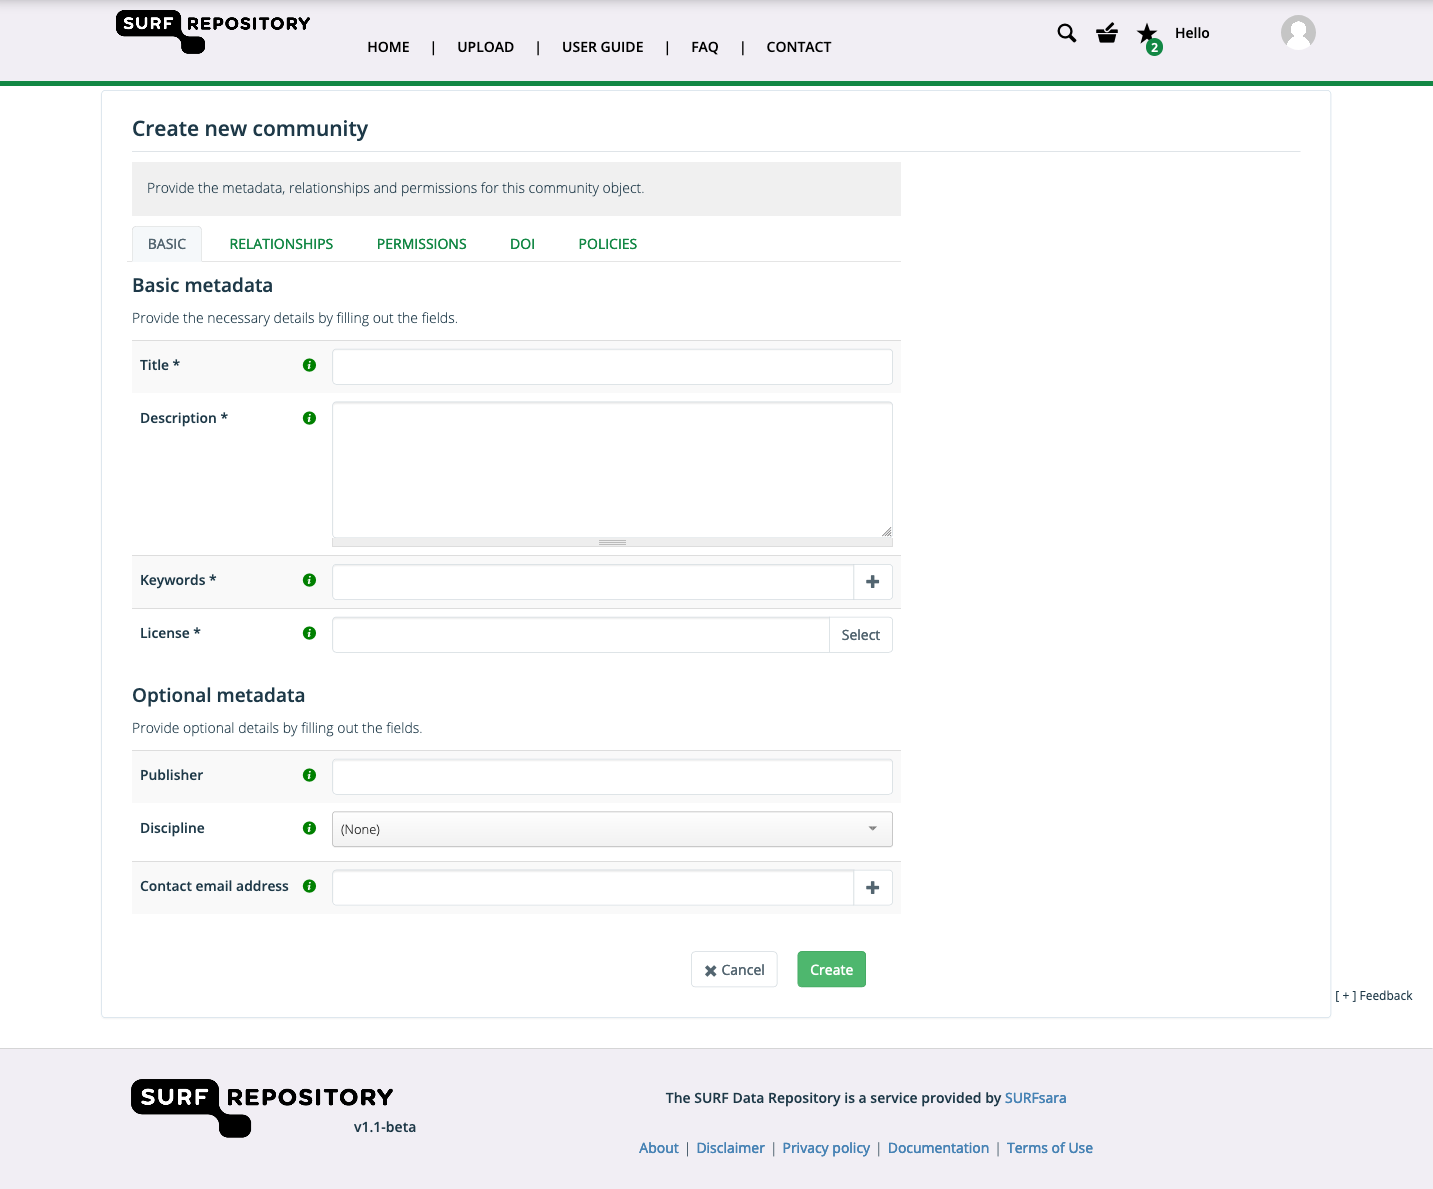 SURF REPOSITORY
HOME | UPLOAD | USER GUIDE | FAQ | CONTACT
2
Hello
Create new community
Provide the metadata, relationships and permissions for this community object.
BASIC RELATIONSHIPS PERMISSIONS DOI POLICIES
Basic metadata
Provide the necessary details by filling out the fields.
Title *
Description *
Keywords *
License * Select
Optional metadata
Provide optional details by filling out the fields.
Publisher
Discipline (None)
Contact email address
Cancel Create
[ + ] Feedback
SURF REPOSITORY
v1.1-beta
The SURF Data Repository is a service provided by SURFsara
About | Disclaimer | Privacy policy | Documentation | Terms of Use